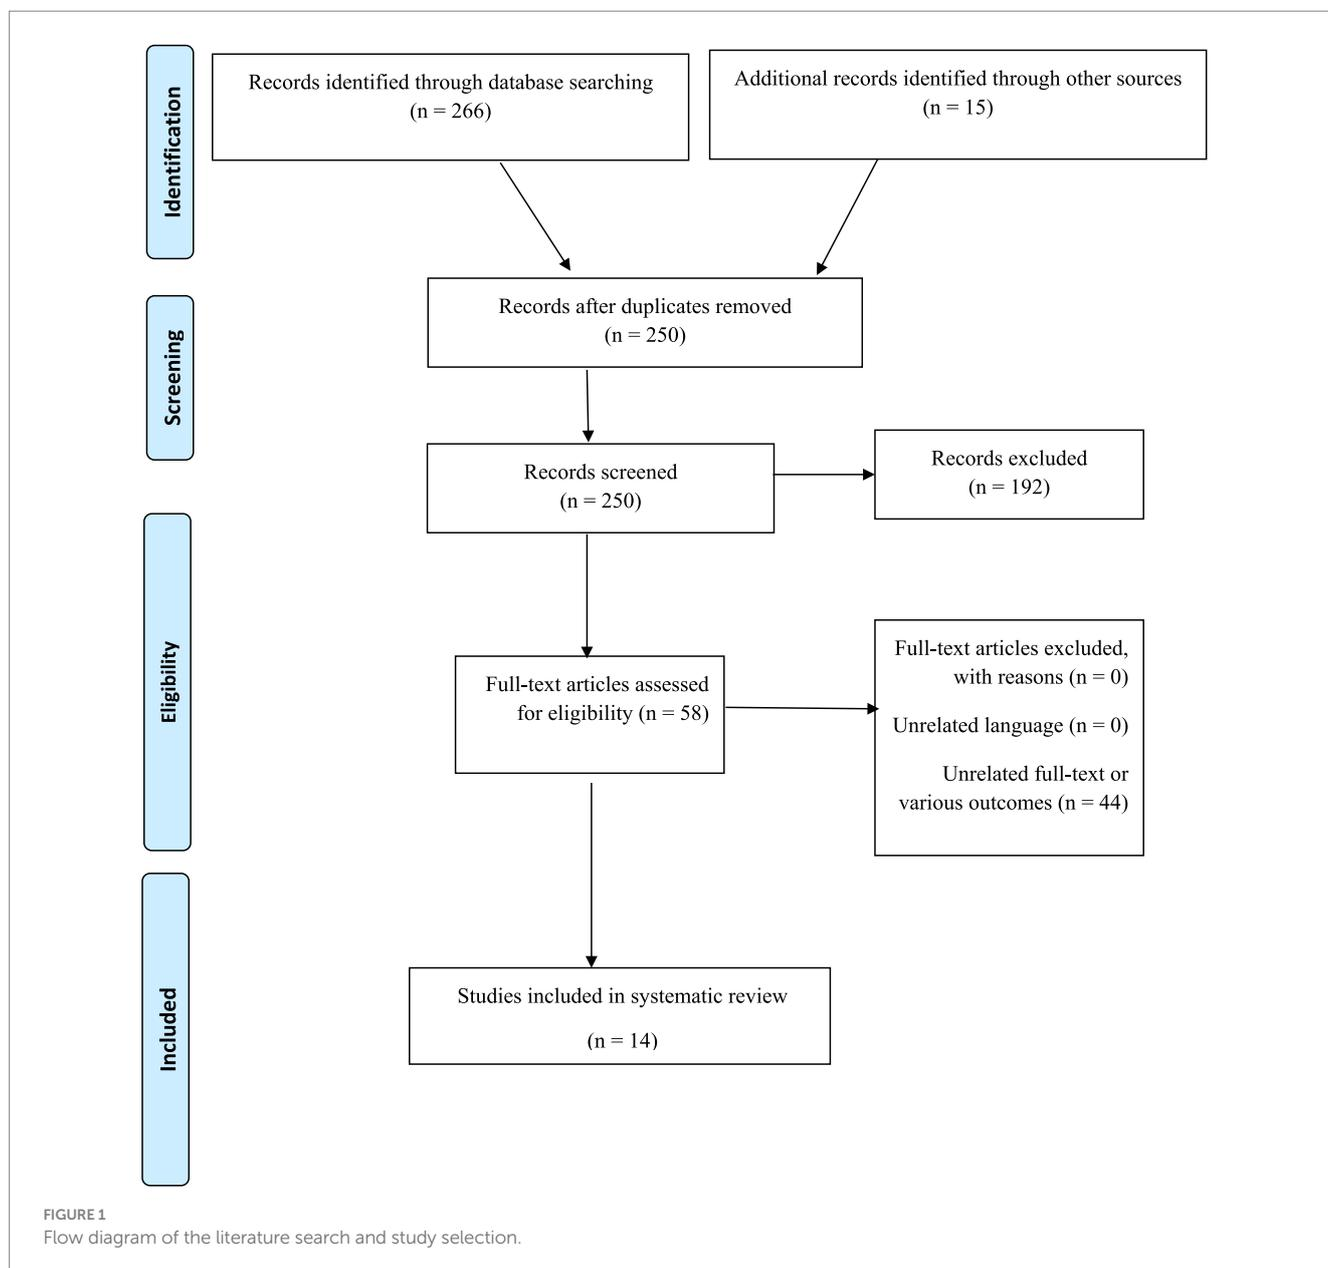 Identification
Records identified through database searching
(n = 266)
Additional records identified through other sources
(n = 15)
Screening
Records after duplicates removed
(n = 250)
Records screened
(n = 250)
Records excluded
(n = 192)
Eligibility
Full-text articles assessed
for eligibility (n = 58)
Full-text articles excluded,
with reasons (n = 0)
Unrelated language (n = 0)
Unrelated full-text or
various outcomes (n = 44)
Included
Studies included in systematic review
(n = 14)
FIGURE 1
Flow diagram of the literature search and study selection.